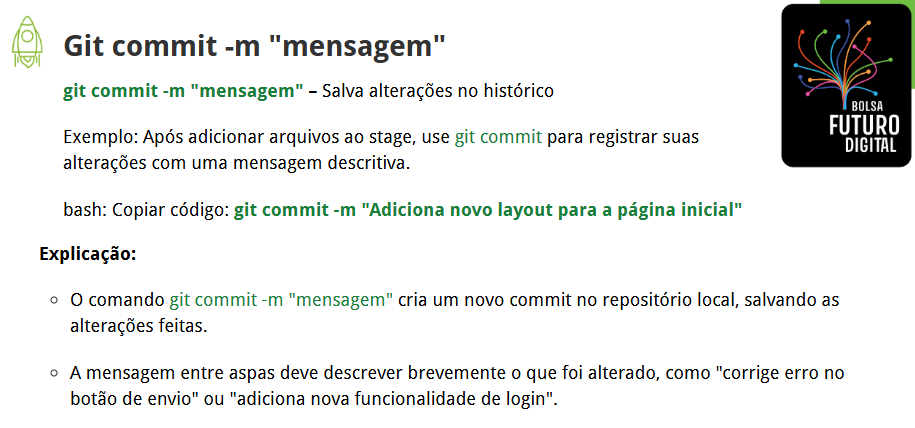 Git commit -m "mensagem"
git commit -m "mensagem" – Salva alterações no histórico
Exemplo: Após adicionar arquivos ao stage, use git commit para registrar suas
alterações com uma mensagem descritiva.
bash: Copiar código: git commit -m "Adiciona novo layout para a página inicial"
Explicação:
O comando git commit -m "mensagem" cria um novo commit no repositório local, salvando as
alterações feitas.
A mensagem entre aspas deve descrever brevemente o que foi alterado, como "corrige erro no
botão de envio" ou "adiciona nova funcionalidade de login".
BOLSA
FUTURO
DIGITAL